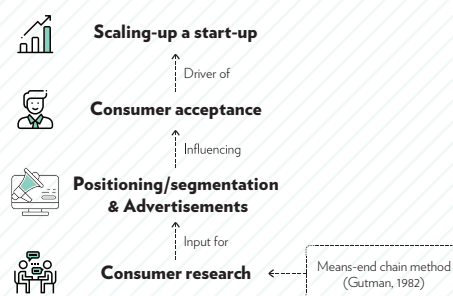 Scaling-up a start-up
Driver of
Consumer acceptance
Influencing
Positioning/segmentation
& Advertisements
Input for
Consumer research
Means-end chain method
(Gutman, 1982)